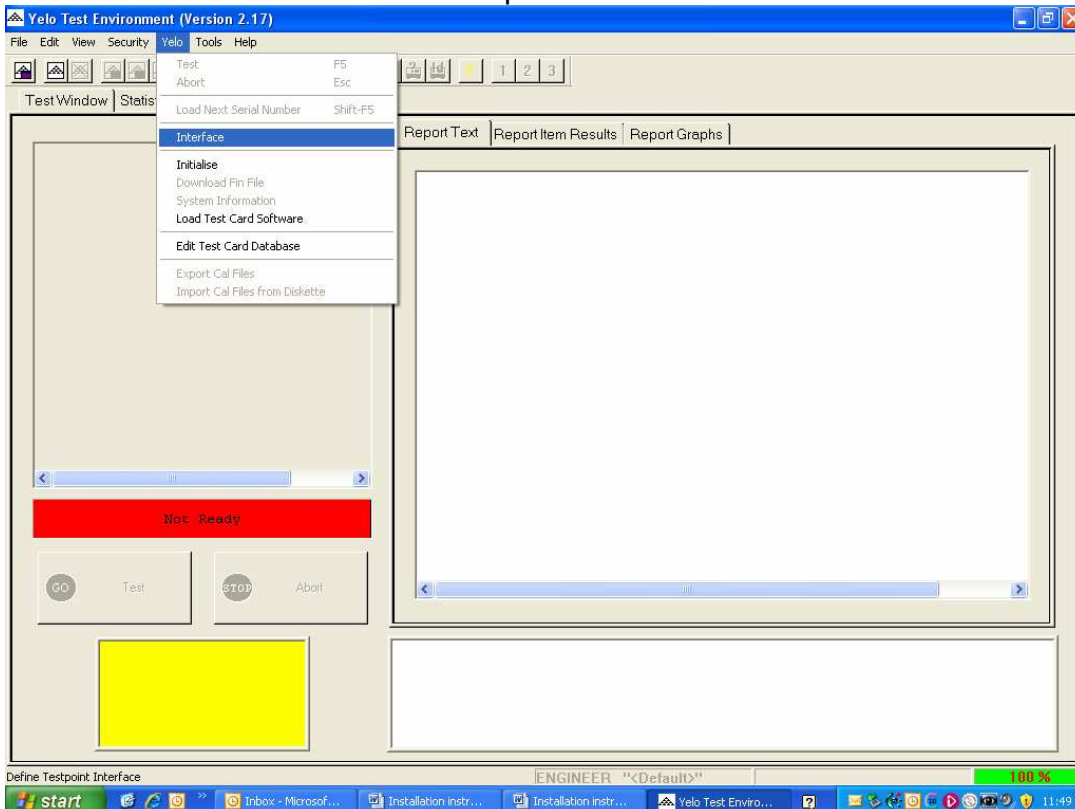 Yelo Test Environment (Version 2.17)
File Edit View Security Yelo Tools Help
1 2 3
Test Window Statis
Test F5
Abort Esc
Load Next Serial Number Shift-F5
Interface
Initialise
Download Fin File
System Information
Load Test Card Software
Edit Test Card Database
Export Cal Files
Import Cal Files from Diskette
Report Text Report Item Results Report Graphs
Not Ready
GO Test STOP Abort
Define Testpoint Interface ENGINEER "<Default>" 100 %
start Inbox - Microsof... Installation instr... Installation instr... Yelo Test Enviro... 11:49